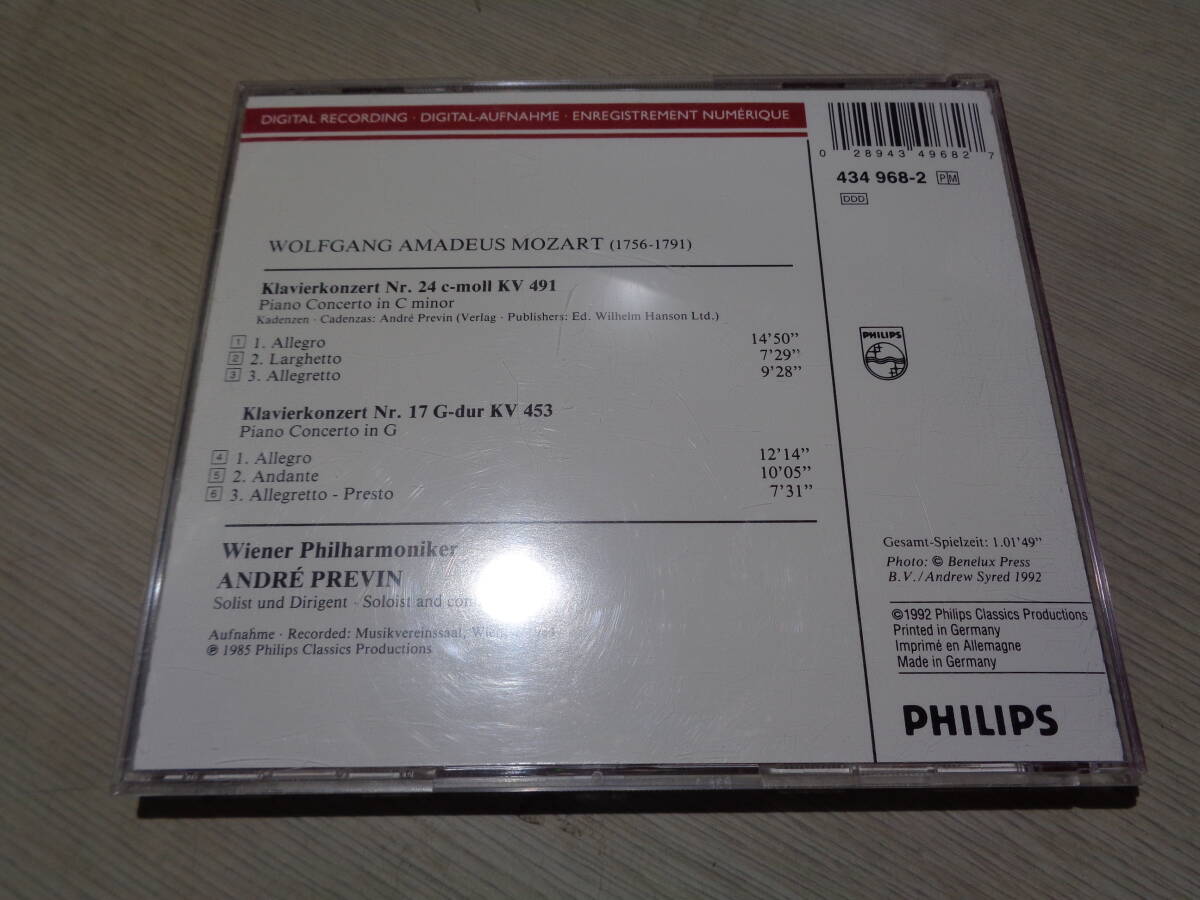 DIGITAL RECORDING · DIGITAL-AUFNAHME · ENREGISTREMENT NUMÉRIQUE
0 28943 49682 7
434 968-2 PM
DDD
WOLFGANG AMADEUS MOZART (1756-1791)
Klavierkonzert Nr. 24 c-moll KV 491
Piano Concerto in C minor
Kadenzen · Cadenzas: André Previn (Verlag · Publishers: Ed. Wilhelm Hanson Ltd.)
1 1. Allegro 14'50"
2 2. Larghetto 7'29"
3 3. Allegretto 9'28"
Klavierkonzert Nr. 17 G-dur KV 453
Piano Concerto in G
4 1. Allegro 12'14"
5 2. Andante 10'05"
6 3. Allegretto - Presto 7'31"
Wiener Philharmoniker
ANDRÉ PREVIN
Solist und Dirigent · Soloist and
Aufnahme · Recorded: Musikvereinssaal,
℗ 1985 Philips Classics Productions
PHILIPS
Gesamt-Spielzeit: 1.01'49"
Photo: © Benelux Press
B.V./Andrew Syred 1992
©1992 Philips Classics Productions
Printed in Germany
Imprimé en Allemagne
Made in Germany
PHILIPS